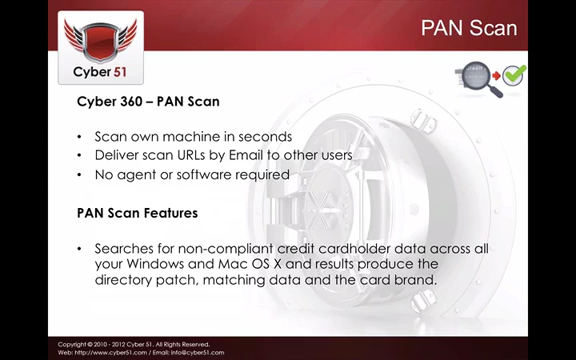 PAN Scan
Cyber 51
Cyber 360 – PAN Scan
• Scan own machine in seconds
• Deliver scan URLs by Email to other users
• No agent or software required
PAN Scan Features
• Searches for non-compliant credit cardholder data across all
your Windows and Mac OS X and results produce the
directory patch, matching data and the card brand.
Copyright © 2010 - 2012 Cyber 51. All Rights Reserved.
Web: http://www.cyber51.com / Email: info@cyber51.com